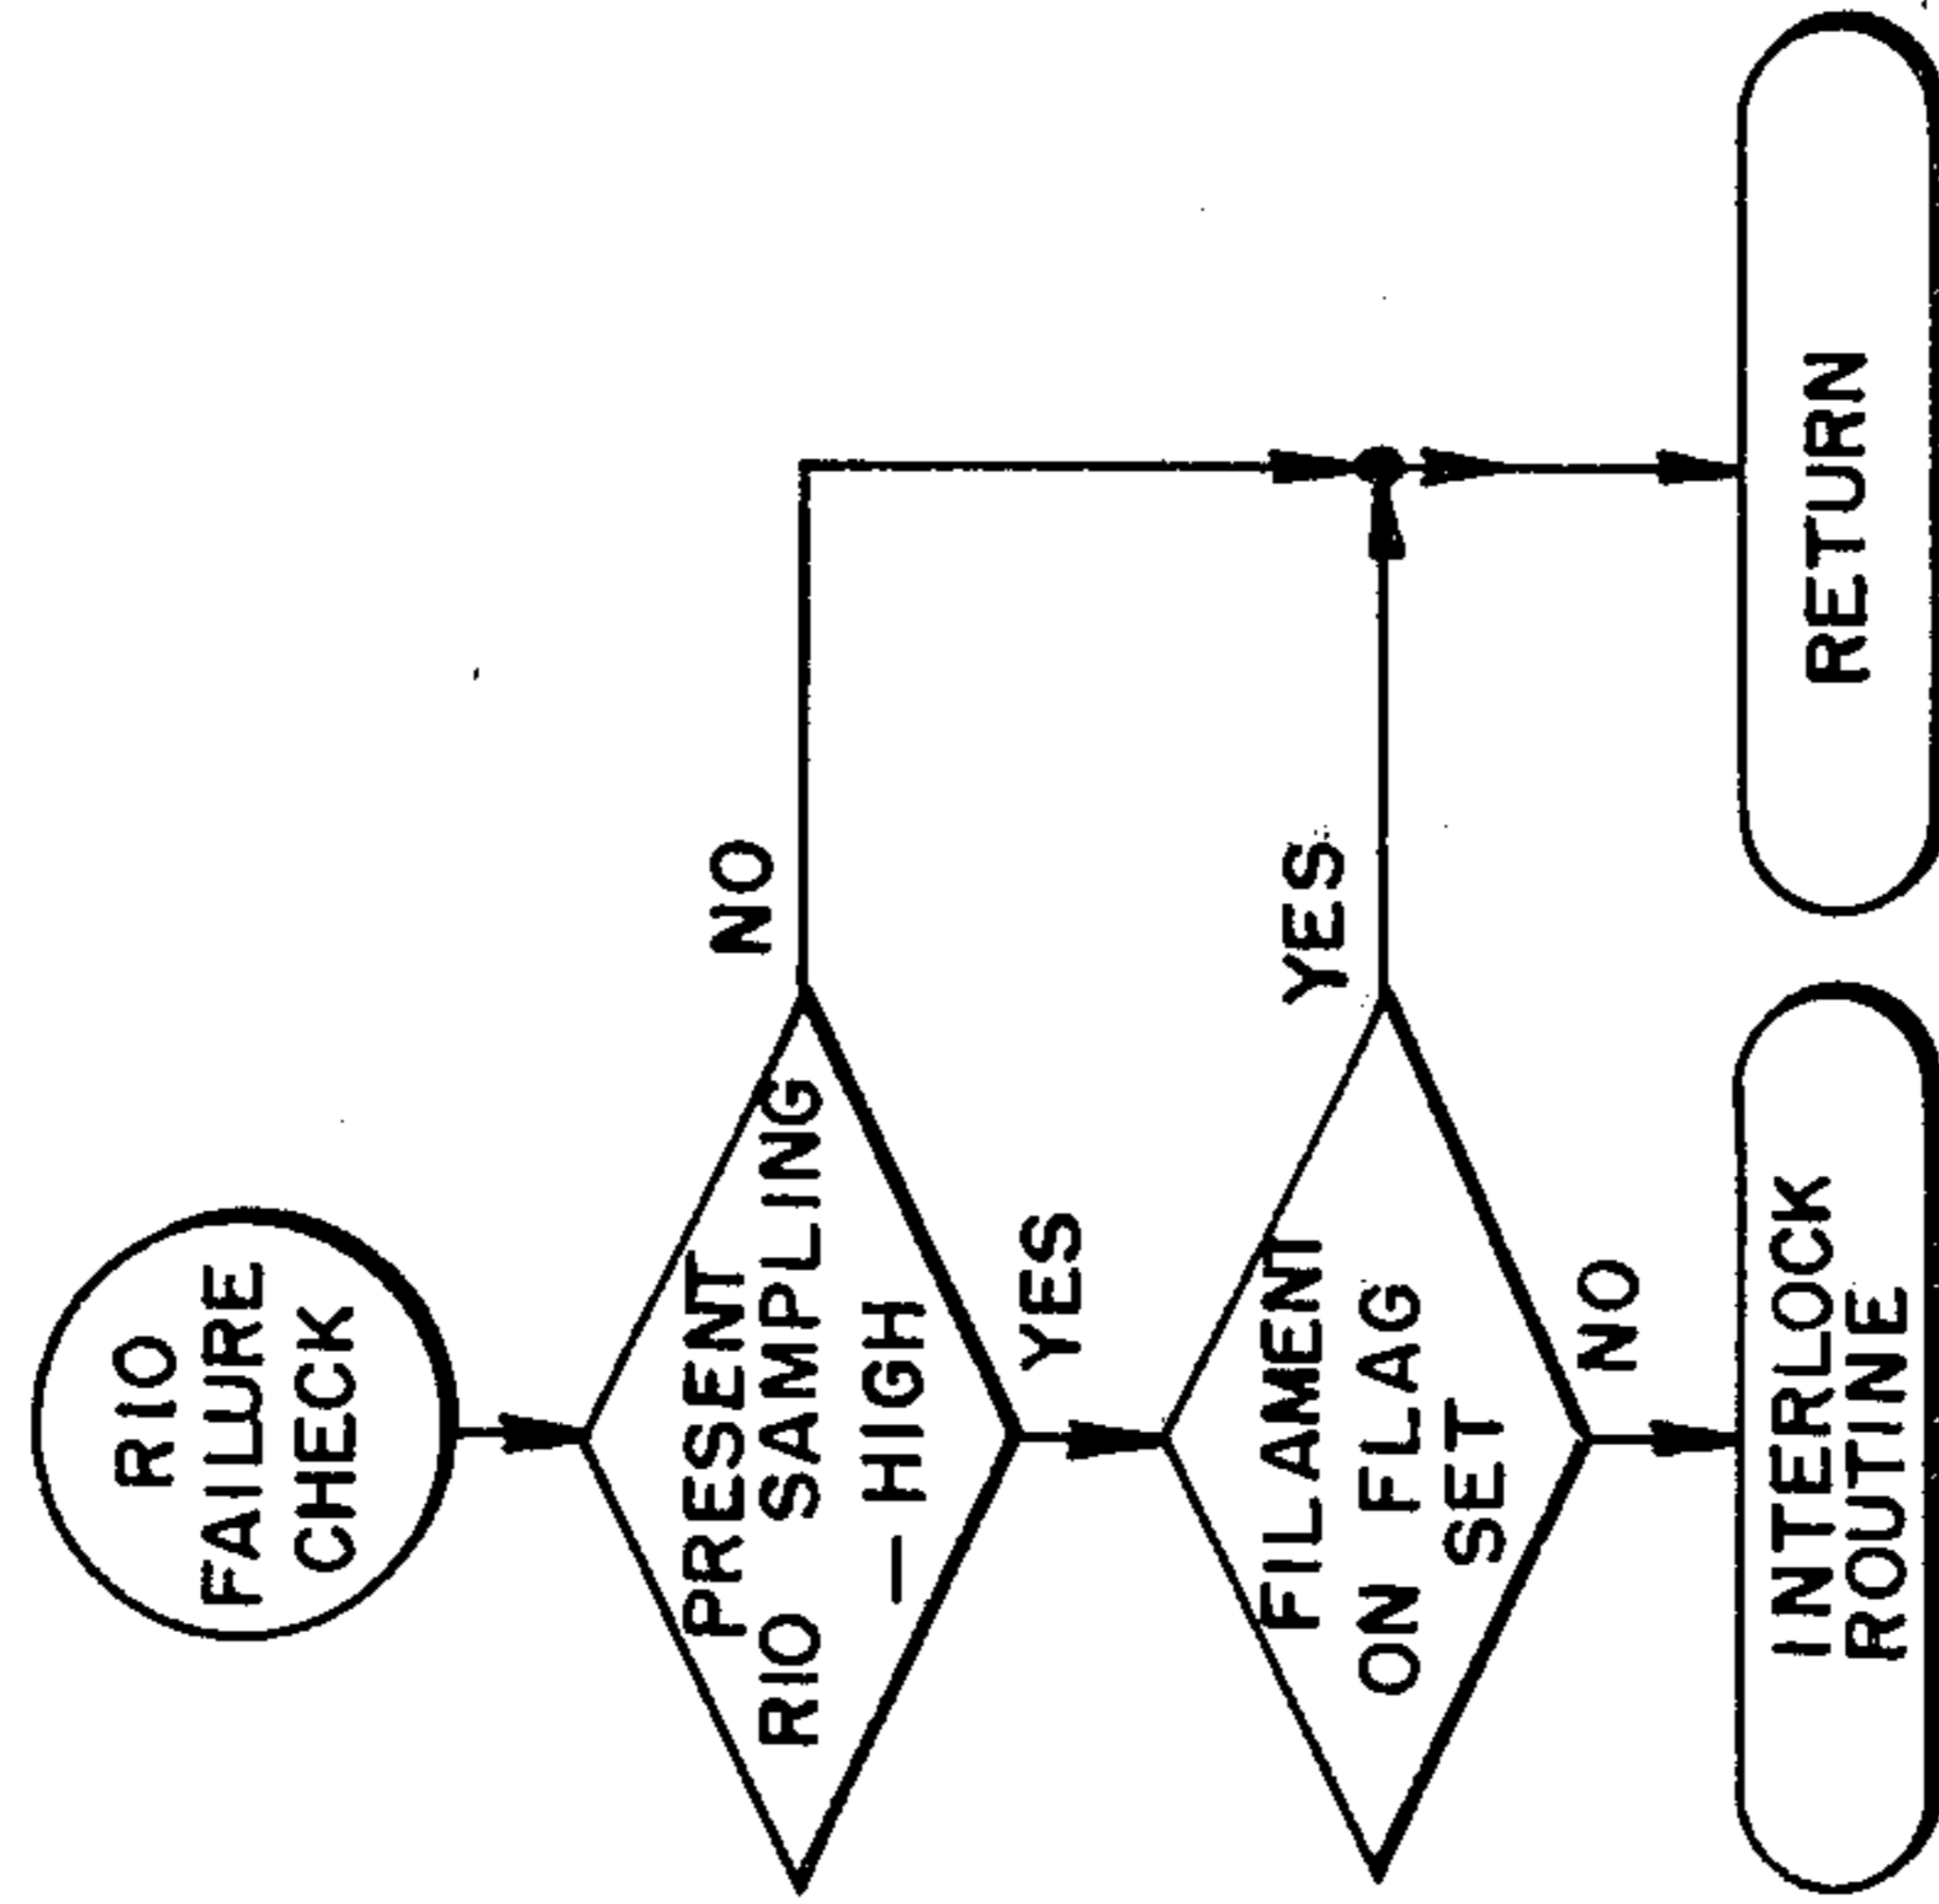 RIO
FAILURE
CHECK
PRESENT
RIO SAMPLING
— HIGH
NO
YES
FILAMENT
ON FLAG
SET
YES
NO
INTERLOCK
ROUTINE
RETURN